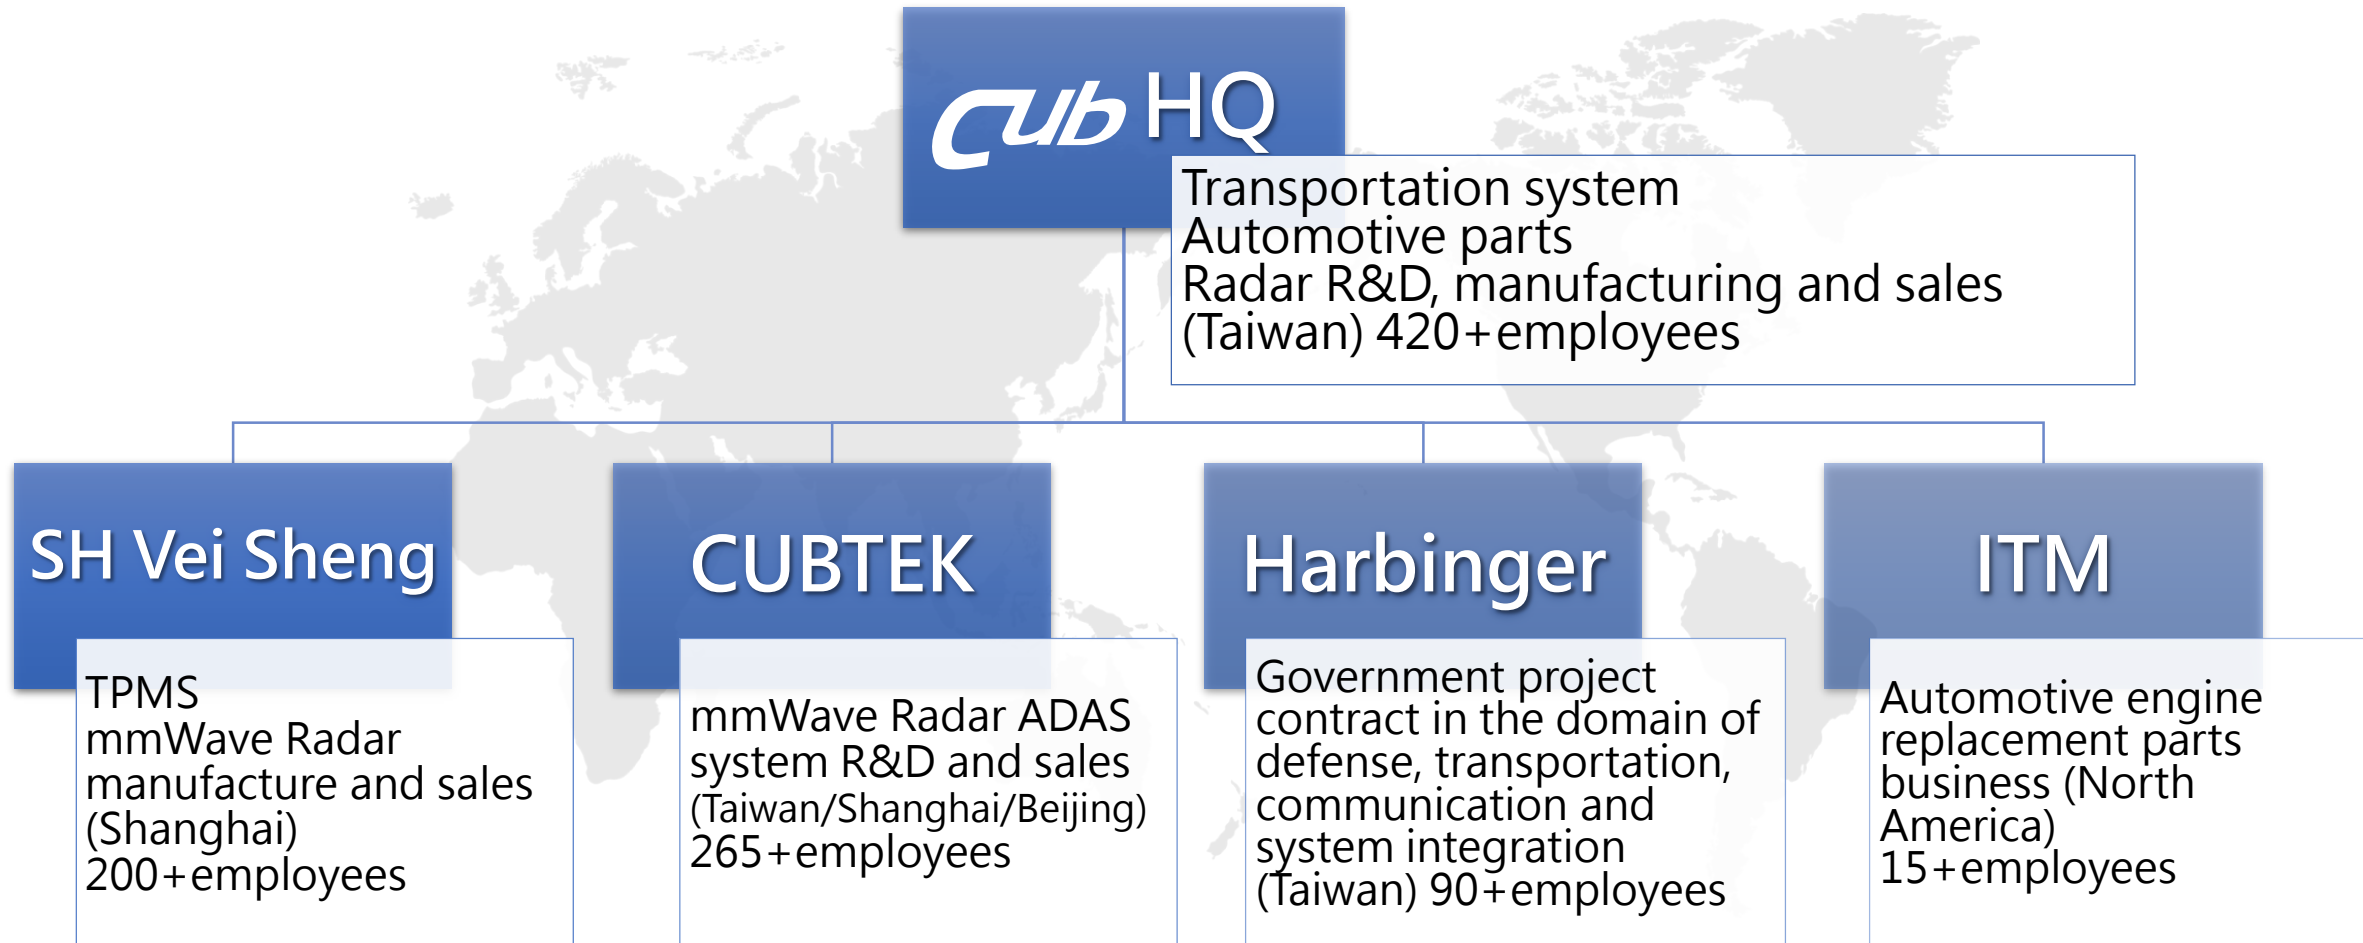 Cub HQ
Transportation system
Automotive parts
Radar R&D, manufacturing and sales
(Taiwan) 420+employees
SH Vei Sheng
TPMS
mmWave Radar
manufacture and sales
(Shanghai)
200+employees
CUBTEK
mmWave Radar ADAS
system R&D and sales
(Taiwan/Shanghai/Beijing)
265+employees
Harbinger
Government project
contract in the domain of
defense, transportation,
communication and
system integration
(Taiwan) 90+employees
ITM
Automotive engine
replacement parts
business (North
America)
15+employees